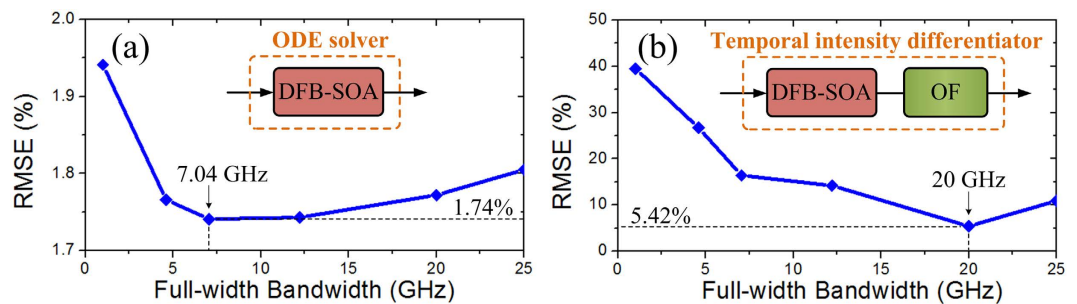 (a)
ODE solver
DFB-SOA
7.04 GHz
1.74%
RMSE (%)
2.0
1.9
1.8
1.7
0
5
10
15
20
25
Full-width Bandwidth (GHz)
(b)
Temporal intensity differentiator
DFB-SOA
OF
20 GHz
5.42%
RMSE (%)
50
40
30
20
10
0
0
5
10
15
20
25
Full-width Bandwidth (GHz)